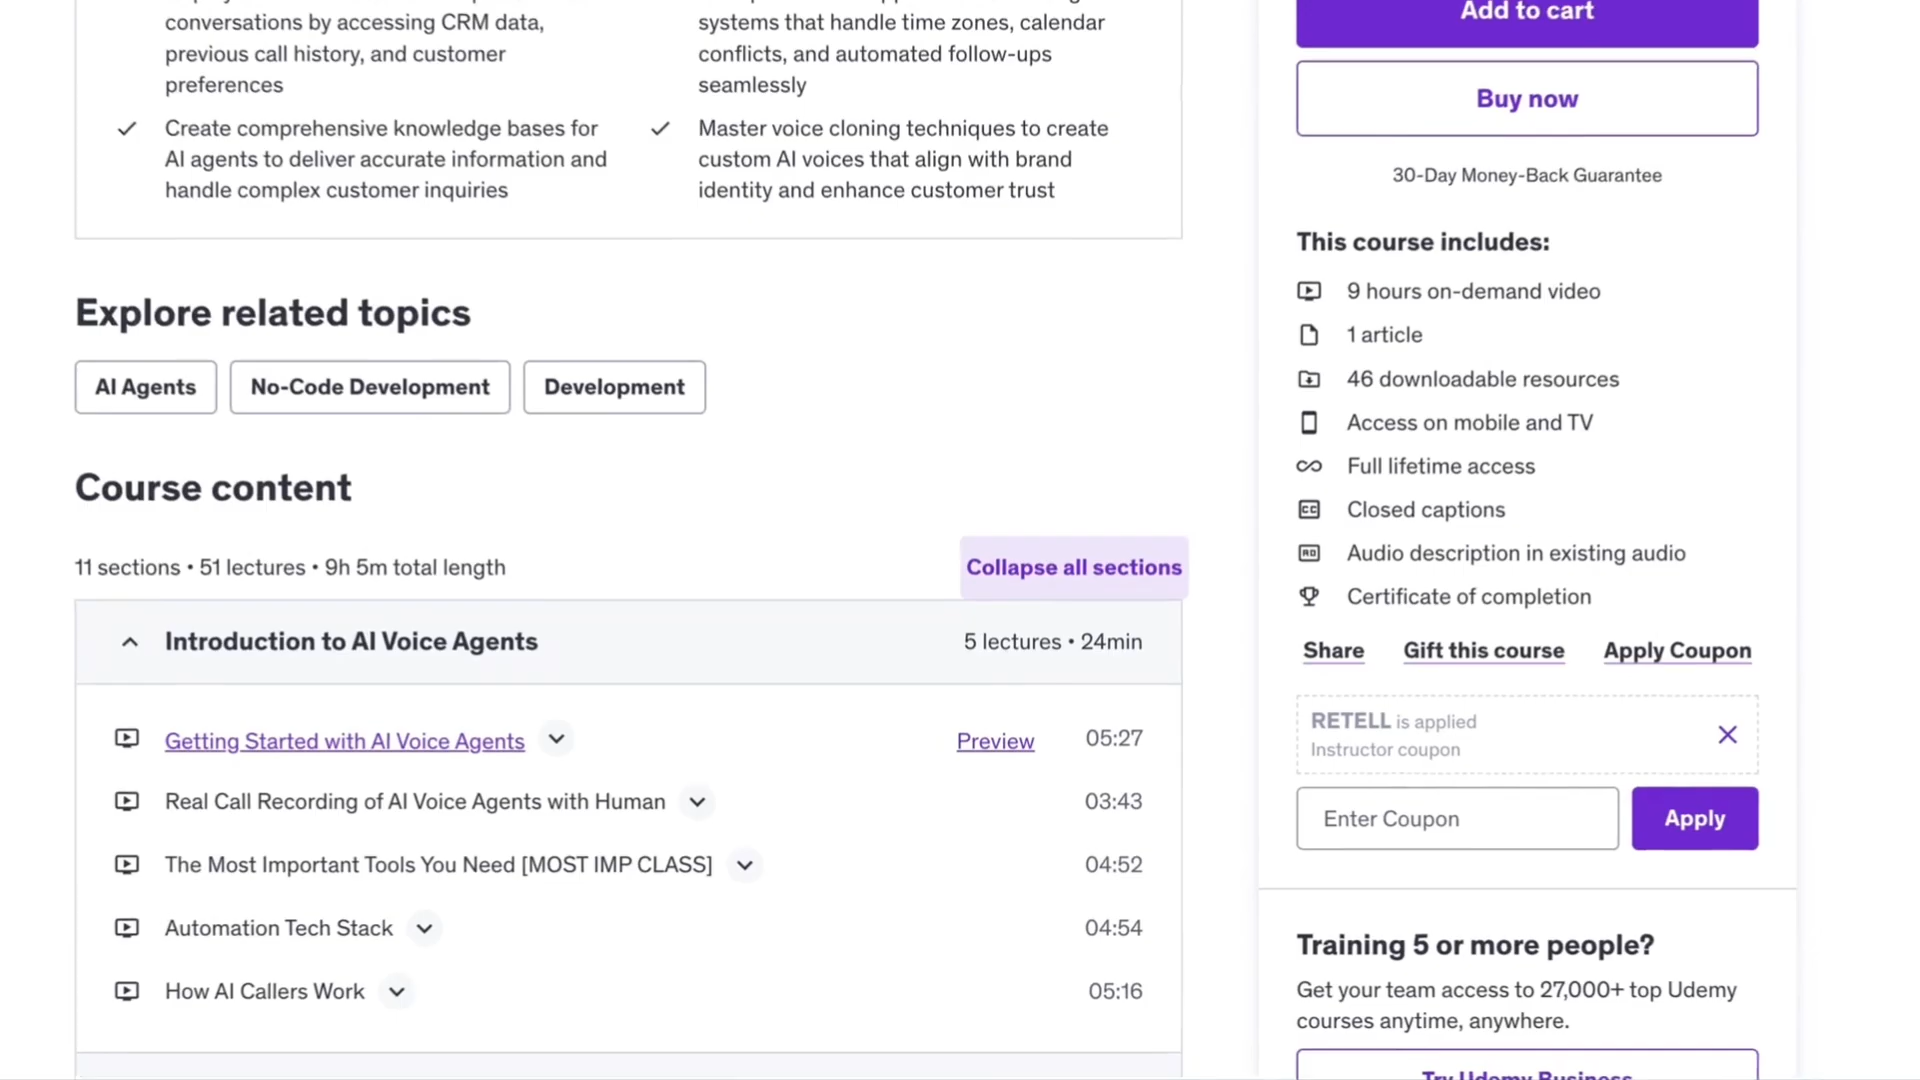 conversations by accessing CRM data,
previous call history, and customer
preferences
systems that handle time zones, calendar
conflicts, and automated follow-ups
seamlessly
Create comprehensive knowledge bases for
AI agents to deliver accurate information and
handle complex customer inquiries
Master voice cloning techniques to create
custom AI voices that align with brand
identity and enhance customer trust
Explore related topics
AI Agents
No-Code Development
Development
Course content
11 sections • 51 lectures • 9h 5m total length
Collapse all sections
Introduction to AI Voice Agents
5 lectures • 24min
Getting Started with AI Voice Agents
Preview
05:27
Real Call Recording of AI Voice Agents with Human
03:43
The Most Important Tools You Need [MOST IMP CLASS]
04:52
Automation Tech Stack
04:54
How AI Callers Work
05:16
Add to cart
Buy now
30-Day Money-Back Guarantee
This course includes:
9 hours on-demand video
1 article
46 downloadable resources
Access on mobile and TV
Full lifetime access
CC Closed captions
AD Audio description in existing audio
Certificate of completion
Share
Gift this course
Apply Coupon
RETELL is applied
Instructor coupon
Enter Coupon
Apply
Training 5 or more people?
Get your team access to 27,000+ top Udemy
courses anytime, anywhere.
Try Udemy Business